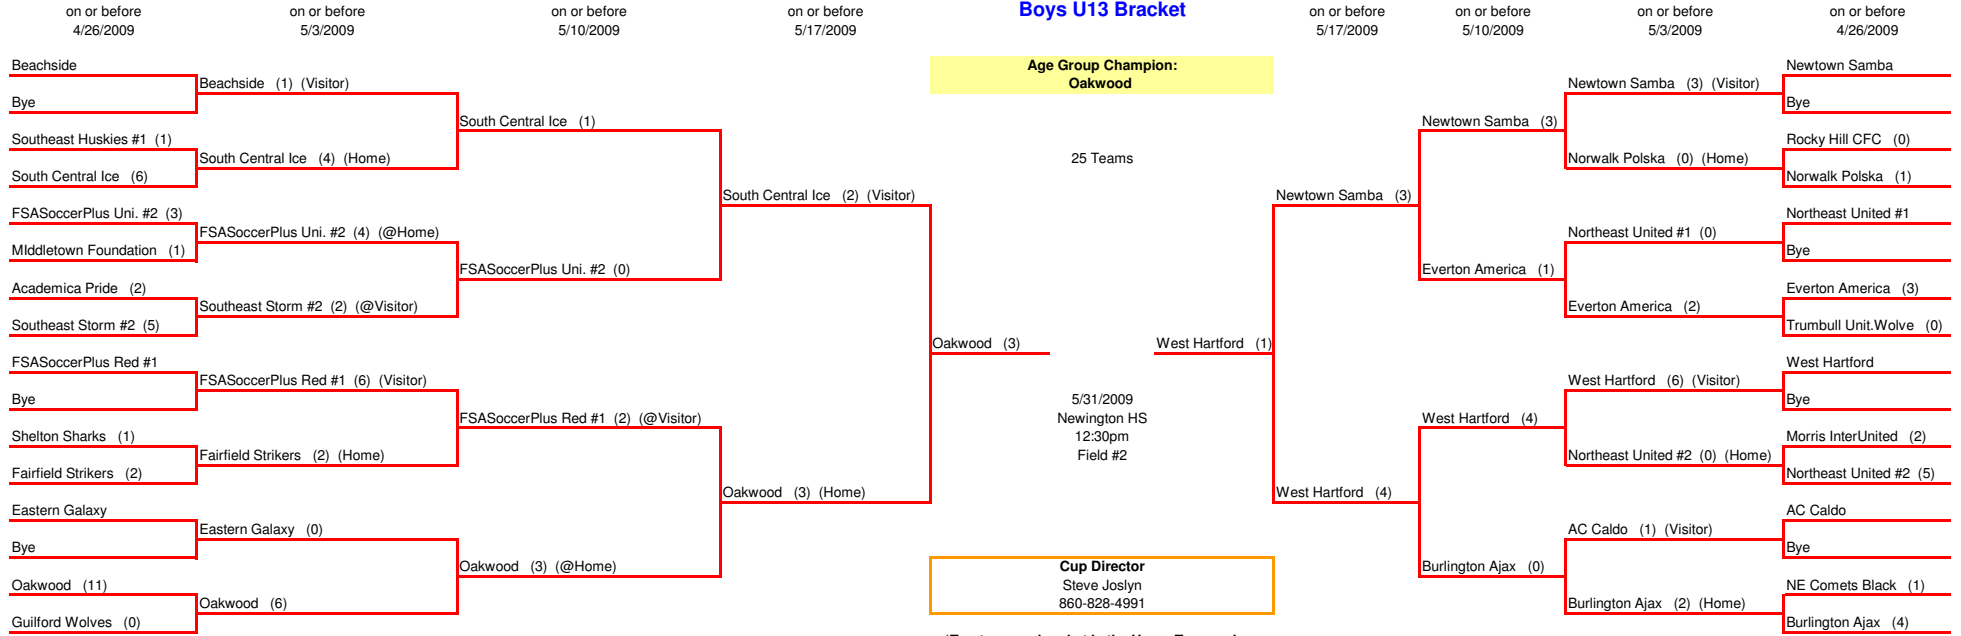 Boys U13 Bracket
on or before
4/26/2009
on or before
5/3/2009
on or before
5/10/2009
on or before
5/17/2009
on or before
5/17/2009
on or before
5/10/2009
on or before
5/3/2009
on or before
4/26/2009
Beachside
Bye
Southeast Huskies #1 (1)
South Central Ice (6)
FSASoccerPlus Uni. #2 (3)
MIddletown Foundation (1)
Academica Pride (2)
Southeast Storm #2 (5)
FSASoccerPlus Red #1
Bye
Shelton Sharks (1)
Fairfield Strikers (2)
Eastern Galaxy
Bye
Oakwood (11)
Guilford Wolves (0)
Beachside (1) (Visitor)
South Central Ice (4) (Home)
FSASoccerPlus Uni. #2 (4) (@Home)
Southeast Storm #2 (2) (@Visitor)
FSASoccerPlus Red #1 (6) (Visitor)
Fairfield Strikers (2) (Home)
Eastern Galaxy (0)
Oakwood (6)
South Central Ice (1)
FSASoccerPlus Uni. #2 (0)
FSASoccerPlus Red #1 (2) (@Visitor)
Oakwood (3) (@Home)
South Central Ice (2) (Visitor)
Oakwood (3) (Home)
Oakwood (3)
Age Group Champion:
Oakwood
25 Teams
5/31/2009
Newington HS
12:30pm
Field #2
Cup Director
Steve Joslyn
860-828-4991
West Hartford (1)
Newtown Samba (3)
West Hartford (4)
Newtown Samba (3)
Everton America (1)
West Hartford (4)
Burlington Ajax (0)
Newtown Samba (3) (Visitor)
Norwalk Polska (0) (Home)
Northeast United #1 (0)
Everton America (2)
West Hartford (6) (Visitor)
Northeast United #2 (0) (Home)
AC Caldo (1) (Visitor)
Burlington Ajax (2) (Home)
Newtown Samba
Bye
Rocky Hill CFC (0)
Norwalk Polska (1)
Northeast United #1
Bye
Everton America (3)
Trumbull Unit.Wolve (0)
West Hartford
Bye
Morris InterUnited (2)
Northeast United #2 (5)
AC Caldo
Bye
NE Comets Black (1)
Burlington Ajax (4)